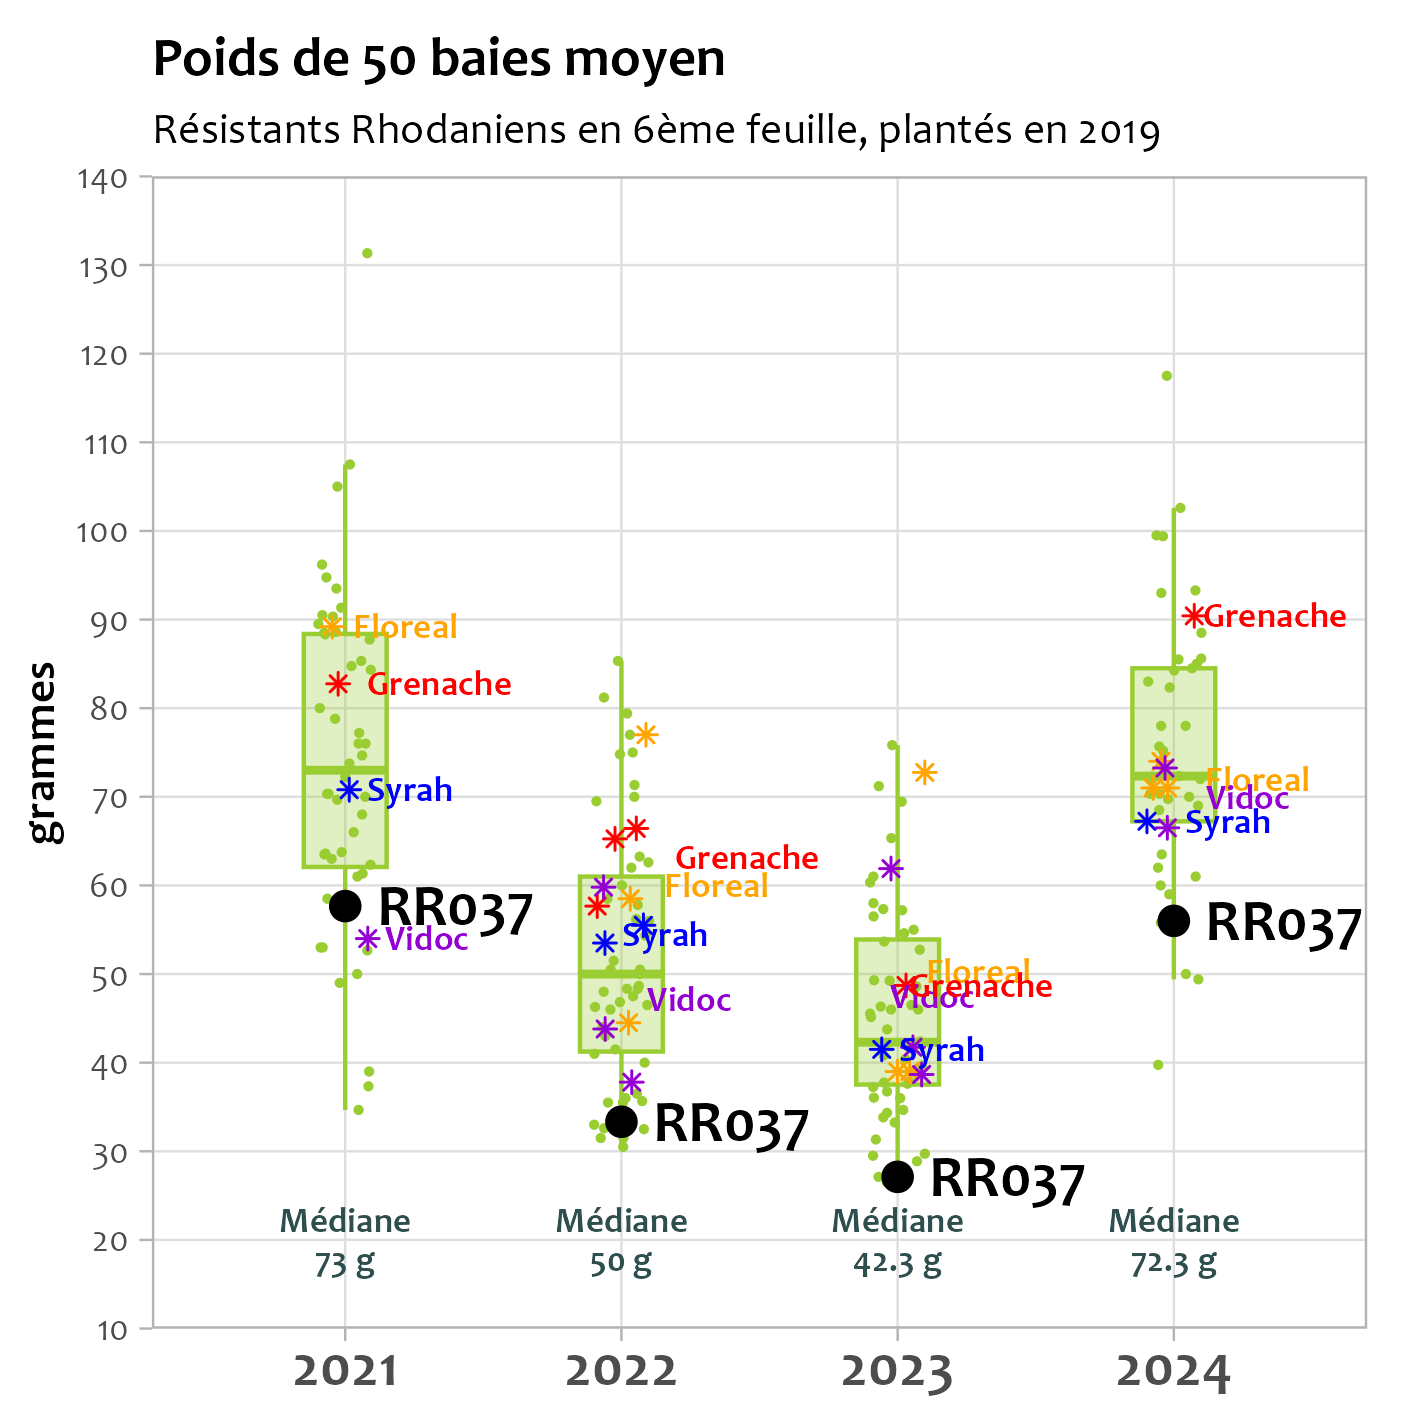 Poids de 50 baies moyen
Résistants Rhodaniens en 6ème feuille, plantés en 2019
grammes
140
130
120
110
100
90
80
70
60
50
40
30
20
10
Floreal
Grenache
Syrah
RR037
Vidoc
Médiane
73 g
Grenache
Floreal
Syrah
Vidoc
RR037
Médiane
50 g
Floreal
Grenache
Vidoc
Syrah
RR037
Médiane
42.3 g
Grenache
Floreal
Vidoc
Syrah
RR037
Médiane
72.3 g
2021
2022
2023
2024